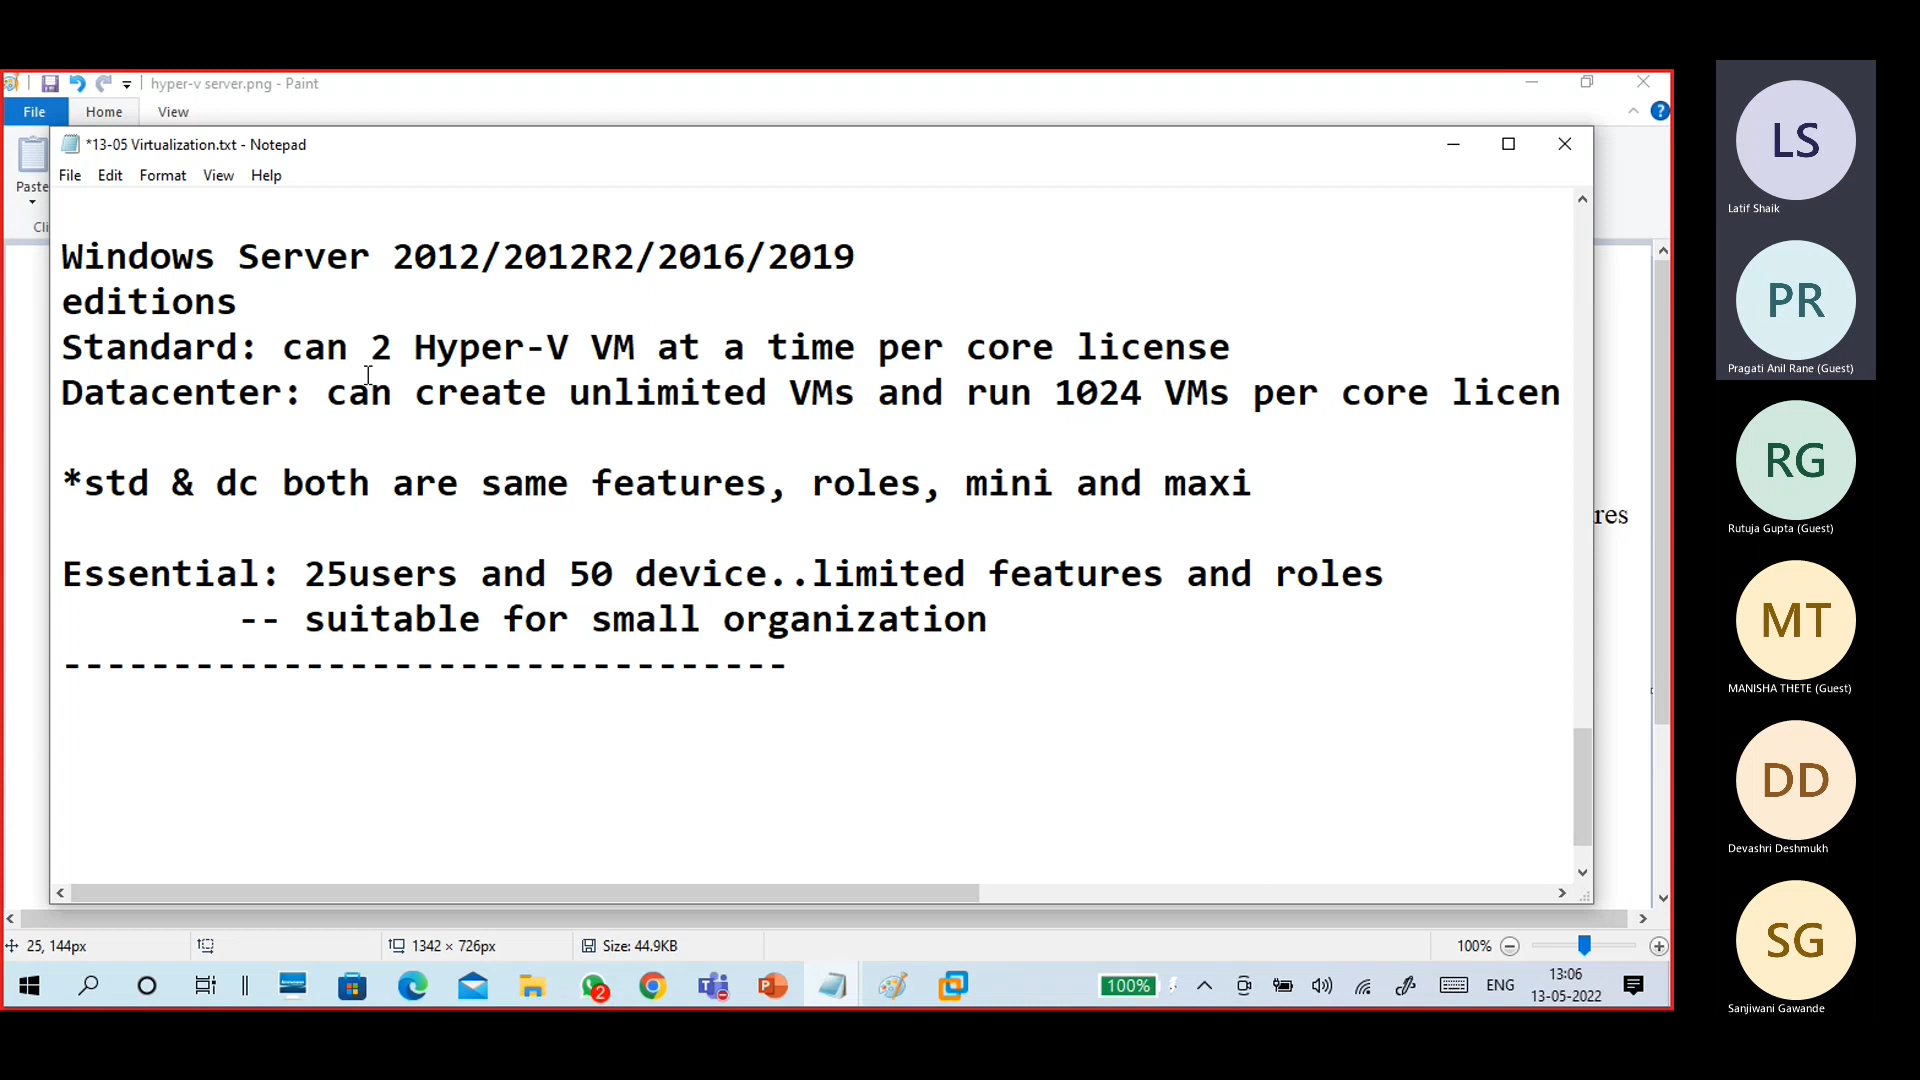 hyper-v server.png - Paint
File Home View
*13-05 Virtualization.txt - Notepad
File Edit Format View Help
Paste
Cli
Windows Server 2012/2012R2/2016/2019
editions
Standard: can 2 Hyper-V VM at a time per core license
Datacenter: can create unlimited VMs and run 1024 VMs per core licen
*std & dc both are same features, roles, mini and maxi
res
Essential: 25users and 50 device..limited features and roles
-- suitable for small organization
---------------------------------
25, 144px
1342 × 726px
Size: 44.9KB
100%
2
100%
ENG
13:06
13-05-2022
LS
Latif Shaik
PR
Pragati Anil Rane (Guest)
RG
Rutuja Gupta (Guest)
MT
MANISHA THETE (Guest)
DD
Devashri Deshmukh
SG
Sanjiwani Gawande